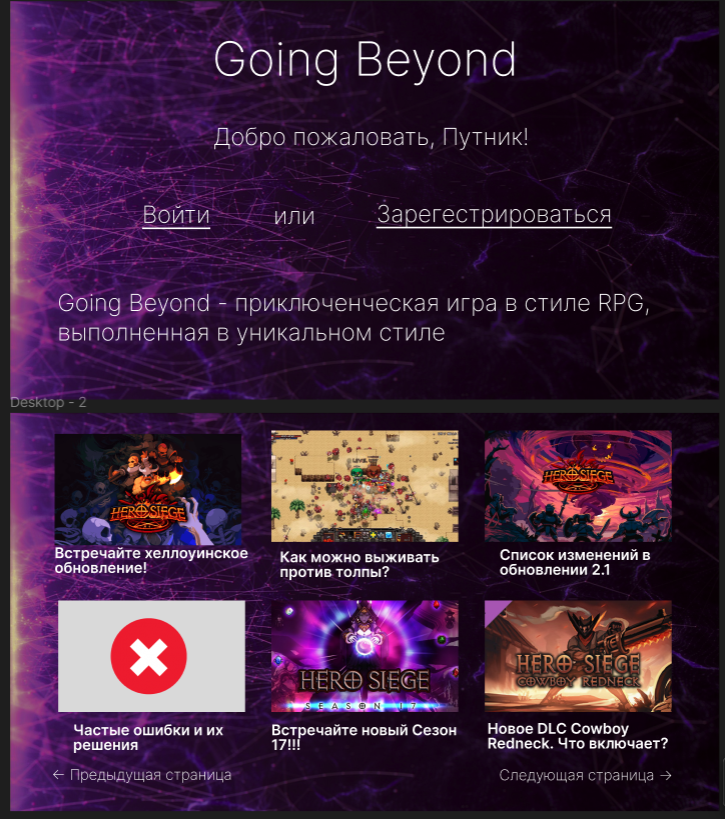 Going Beyond
Добро пожаловать, Путник!
Войти или Зарегестрироваться
Going Beyond - приключенческая игра в стиле RPG,
выполненная в уникальном стиле
Desktop - 2
HERO SIEGE
HERO SIEGE
Встречайте хеллоуинское
обновление!
Как можно выживать
против толпы?
Список изменений в
обновлении 2.1
HERO SIEGE
SEASON 17
HERO SIEGE
COWBOY REDNECK
Частые ошибки и их
решения
Встречайте новый Сезон
17!!!
Новое DLC Cowboy
Redneck. Что включает?
← Предыдущая страница
Следующая страница →